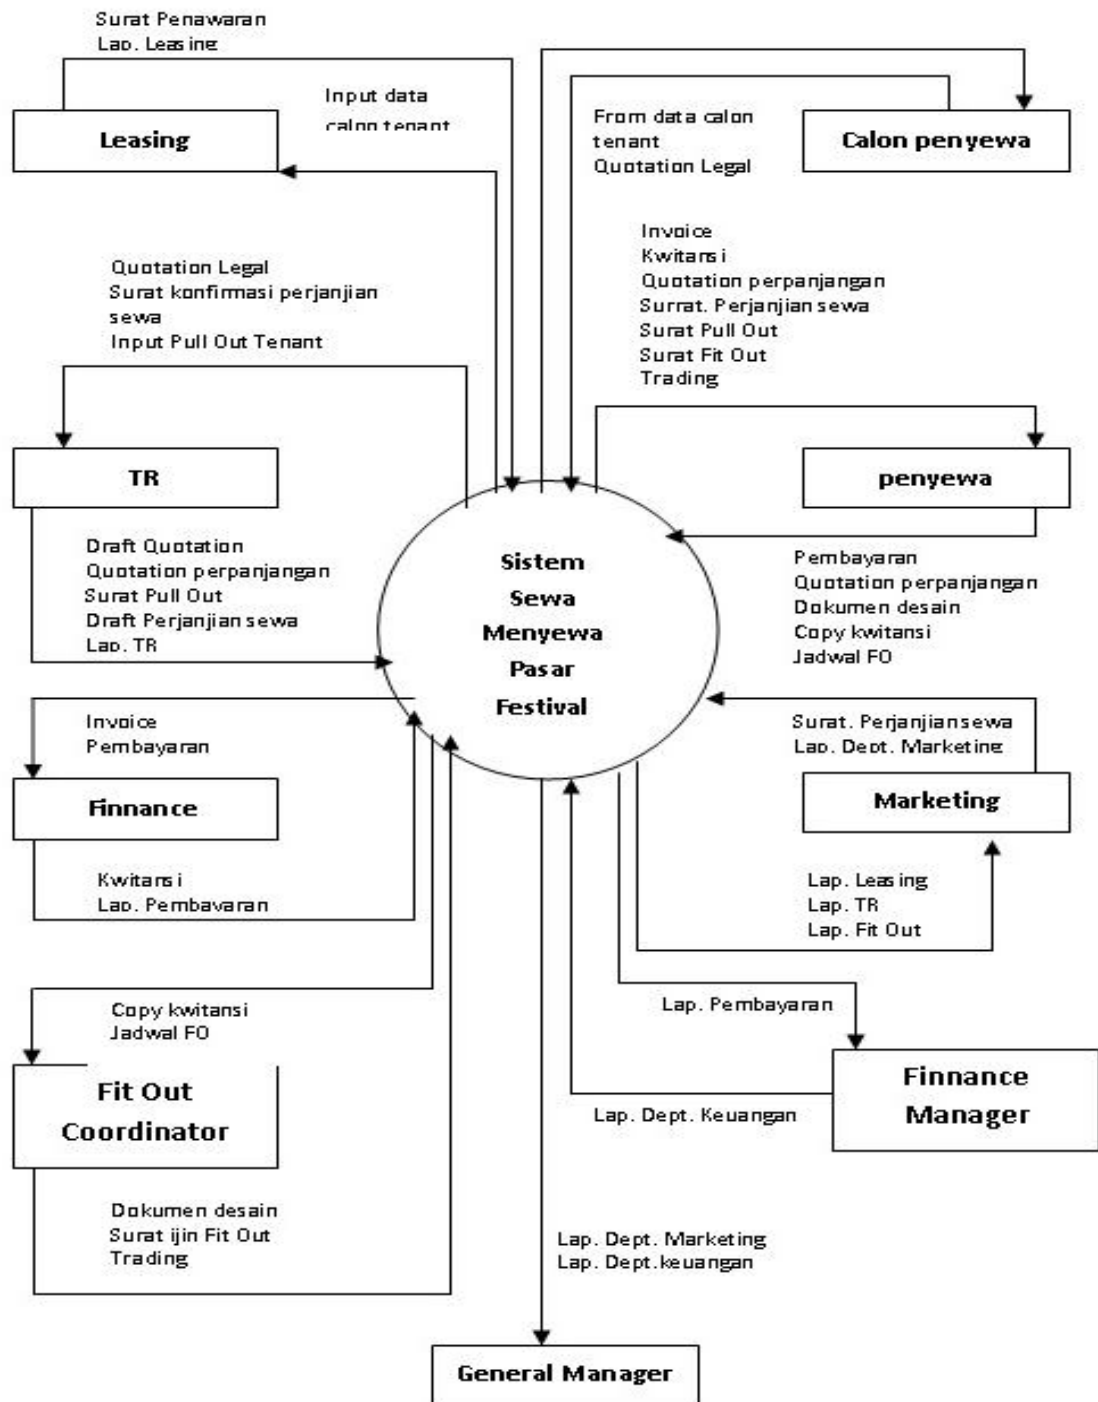 Surat Penawaran
Lap. Leasing
Input data
calon tenant
Leasing
From data calon
tenant
Quotation Legal
Calon penyewa
Invoice
Kwitansi
Quotation perpanjangan
Surrat. Perjanjian sewa
Surat Pull Out
Surat Fit Out
Trading
Quotation Legal
Surat konfirmasi perjanjian
sewa
Input Pull Out Tenant
TR
penyewa
Draft Quotation
Quotation perpanjangan
Surat Pull Out
Draft Perjanjian sewa
Lap. TR
Sistem
Sewa
Menyewa
Pasar
Festival
Pembayaran
Quotation perpanjangan
Dokumen desain
Copy kwitansi
Jadwal FO
Invoice
Pembayaran
Finnance
Kwitansi
Lap. Pembayaran
Surat. Perjanjian sewa
Lap. Dept. Marketing
Marketing
Lap. Leasing
Lap. TR
Lap. Fit Out
Copy kwitansi
Jadwal FO
Fit Out
Coordinator
Lap. Pembayaran
Finnance
Manager
Lap. Dept. Keuangan
Dokumen desain
Surat ijin Fit Out
Trading
Lap. Dept. Marketing
Lap. Dept.keuangan
General Manager